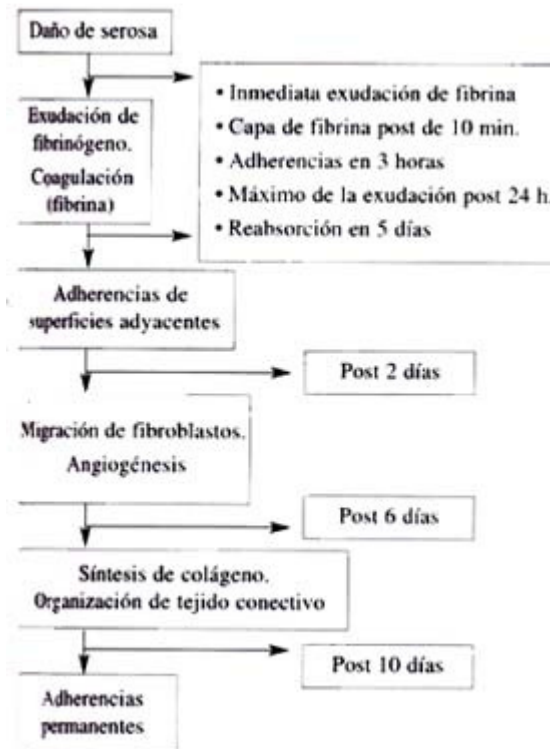 Daño de serosa
Exudación de
fibrinógeno.
Coagulación
(fibrina)
• Inmediata exudación de fibrina
• Capa de fibrina post de 10 min.
• Adherencias en 3 horas
• Máximo de la exudación post 24 h.
• Reabsorción en 5 días
Adherencias de
superficies adyacentes
Post 2 días
Migración de fibroblastos.
Angiogénesis
Post 6 días
Síntesis de colágeno.
Organización de tejido conectivo
Post 10 días
Adherencias
permanentes